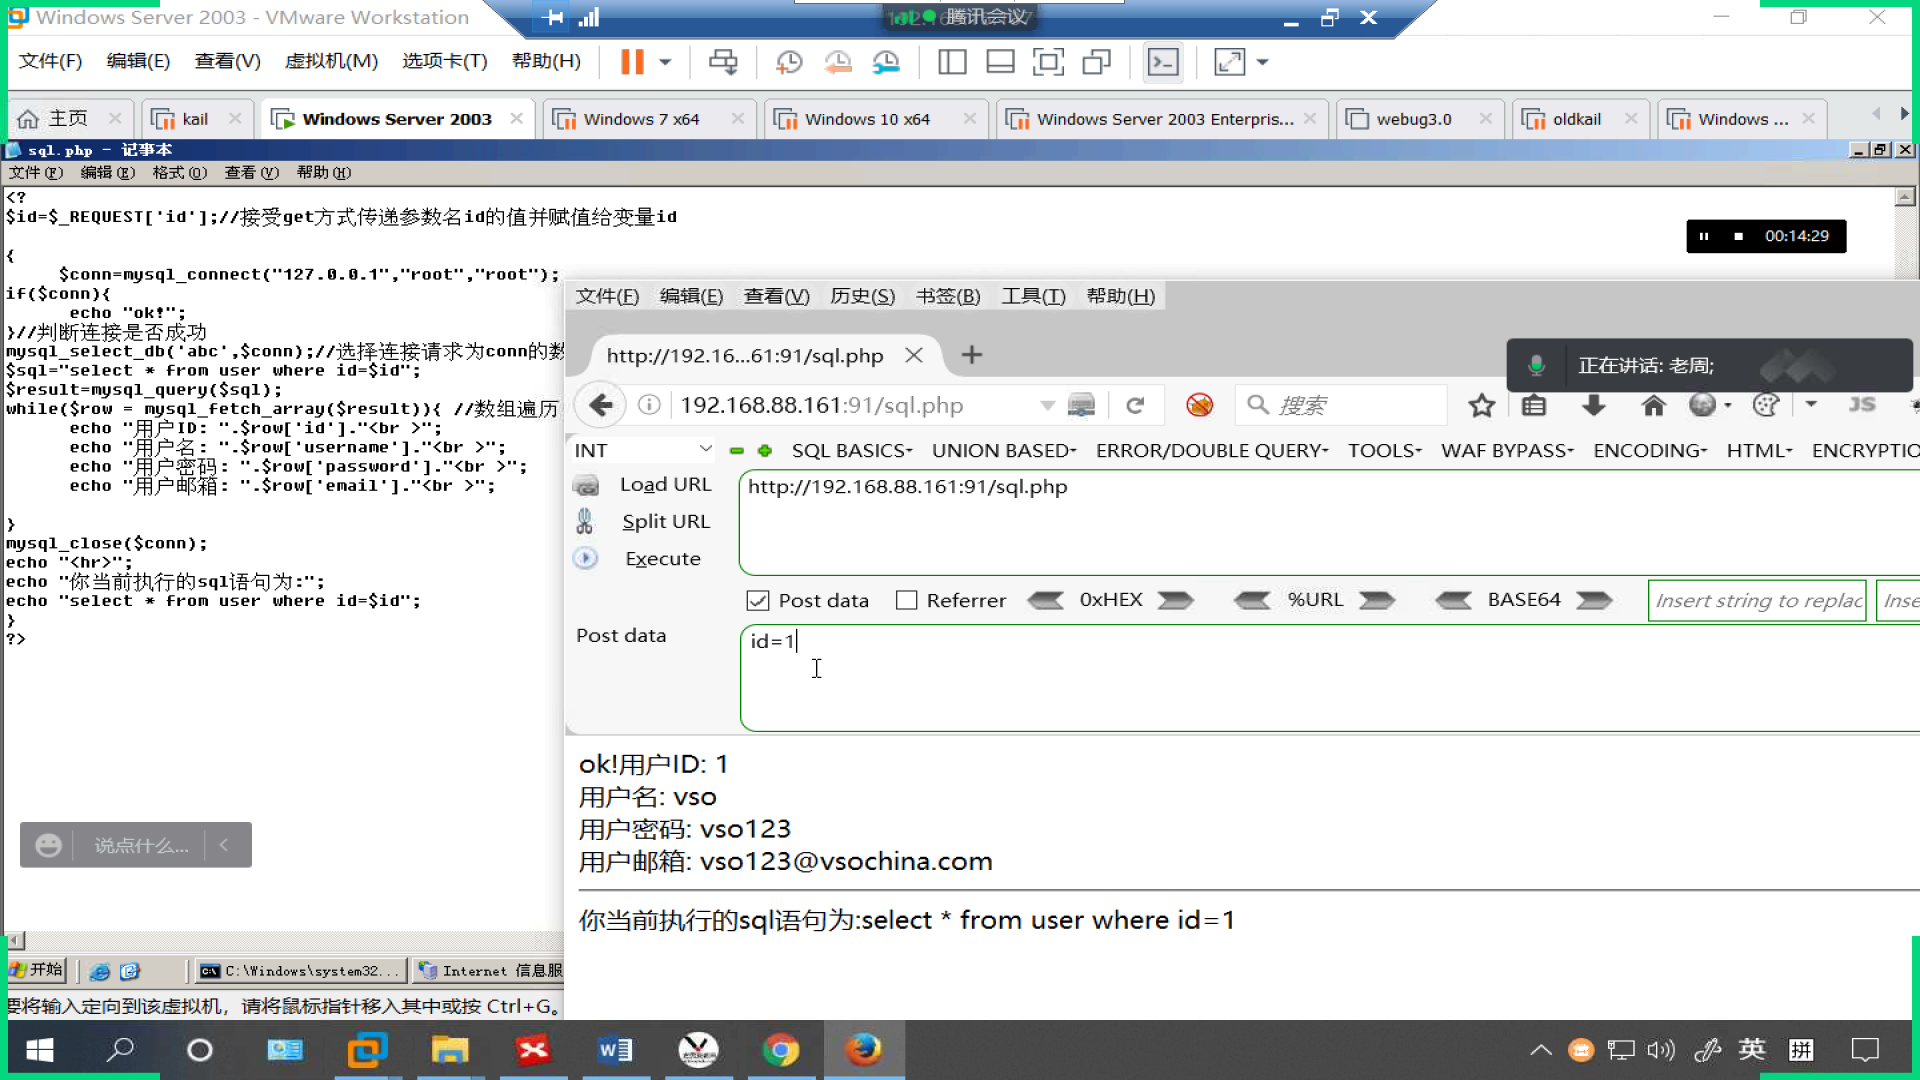 Windows Server 2003 - VMware Workstation
腾讯会议
文件(F) 编辑(E) 查看(V) 虚拟机(M) 选项卡(T) 帮助(H)
主页 kail Windows Server 2003 Windows 7 x64 Windows 10 x64 Windows Server 2003 Enterpris... webug3.0 oldkail Windows ...
sql.php - 记事本
文件(F) 编辑(E) 格式(O) 查看(V) 帮助(H)
<?
$id=$_REQUEST['id'];//接受get方式传递参数名id的值并赋值给变量id
{
$conn=mysql_connect("127.0.0.1","root","root");
if($conn){
echo "ok!";
}//判断连接是否成功
mysql_select_db('abc',$conn);//选择连接请求为conn的数
$sql="select * from user where id=$id";
$result=mysql_query($sql);
while($row = mysql_fetch_array($result)){ //数组遍历
echo "用户ID: ".$row['id']."<br >";
echo "用户名: ".$row['username']."<br >";
echo "用户密码: ".$row['password']."<br >";
echo "用户邮箱: ".$row['email']."<br >";
}
mysql_close($conn);
echo "<hr>";
echo "你当前执行的sql语句为:";
echo "select * from user where id=$id";
}
?>
00:14:29
文件(F) 编辑(E) 查看(V) 历史(S) 书签(B) 工具(T) 帮助(H)
http://192.16...61:91/sql.php
正在讲话: 老周;
192.168.88.161:91/sql.php
搜索
JS
INT SQL BASICS UNION BASED ERROR/DOUBLE QUERY TOOLS WAF BYPASS ENCODING HTML ENCRYPTIO
Load URL http://192.168.88.161:91/sql.php
Split URL
Execute
Post data Referrer 0xHEX %URL BASE64 Insert string to replac Inse
Post data id=1
ok!用户ID: 1
用户名: vso
用户密码: vso123
用户邮箱: vso123@vsochina.com
你当前执行的sql语句为:select * from user where id=1
说点什么...
开始 C:\Windows\system32... Internet 信息服
要将输入定向到该虚拟机，请将鼠标指针移入其中或按 Ctrl+G。
英 拼